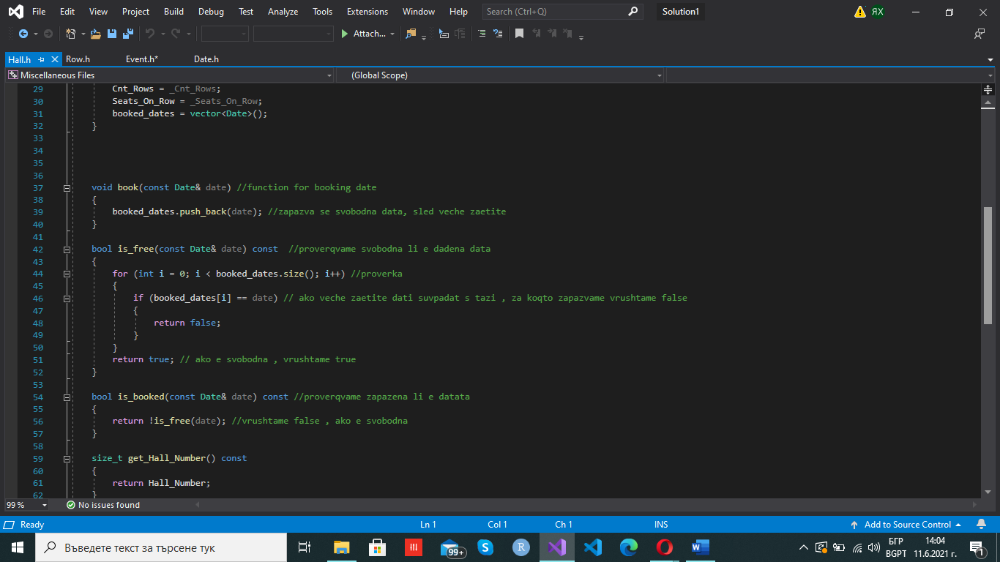 File Edit View Project Build Debug Test Analyze Tools Extensions Window Help Search (Ctrl+Q) Solution1 ЯХ
Attach...
Hall.h Row.h Event.h* Date.h
Miscellaneous Files (Global Scope)
29 Cnt_Rows = _Cnt_Rows;
30 Seats_On_Row = _Seats_On_Row;
31 booked_dates = vector<Date>();
32 }
33
34
35
36
37 void book(const Date& date) //function for booking date
38 {
39 booked_dates.push_back(date); //zapazva se svobodna data, sled veche zaetite
40 }
41
42 bool is_free(const Date& date) const //proverqvame svobodna li e dadena data
43 {
44 for (int i = 0; i < booked_dates.size(); i++) //proverka
45 {
46 if (booked_dates[i] == date) // ako veche zaetite dati suvpadat s tazi , za koqto zapazvame vrushtame false
47 {
48 return false;
49 }
50 }
51 return true; // ako e svobodna , vrushtame true
52 }
53
54 bool is_booked(const Date& date) const //proverqvame zapazena li e datata
55 {
56 return !is_free(date); //vrushtame false , ako e svobodna
57 }
58
59 size_t get_Hall_Number() const
60 {
61 return Hall_Number;
62 }
99 % No issues found
Ready Ln 1 Col 1 Ch 1 INS Add to Source Control
Въведете текст за търсене тук 99+ S R W БГР 14:04
BGPT 11.6.2021 г. 1